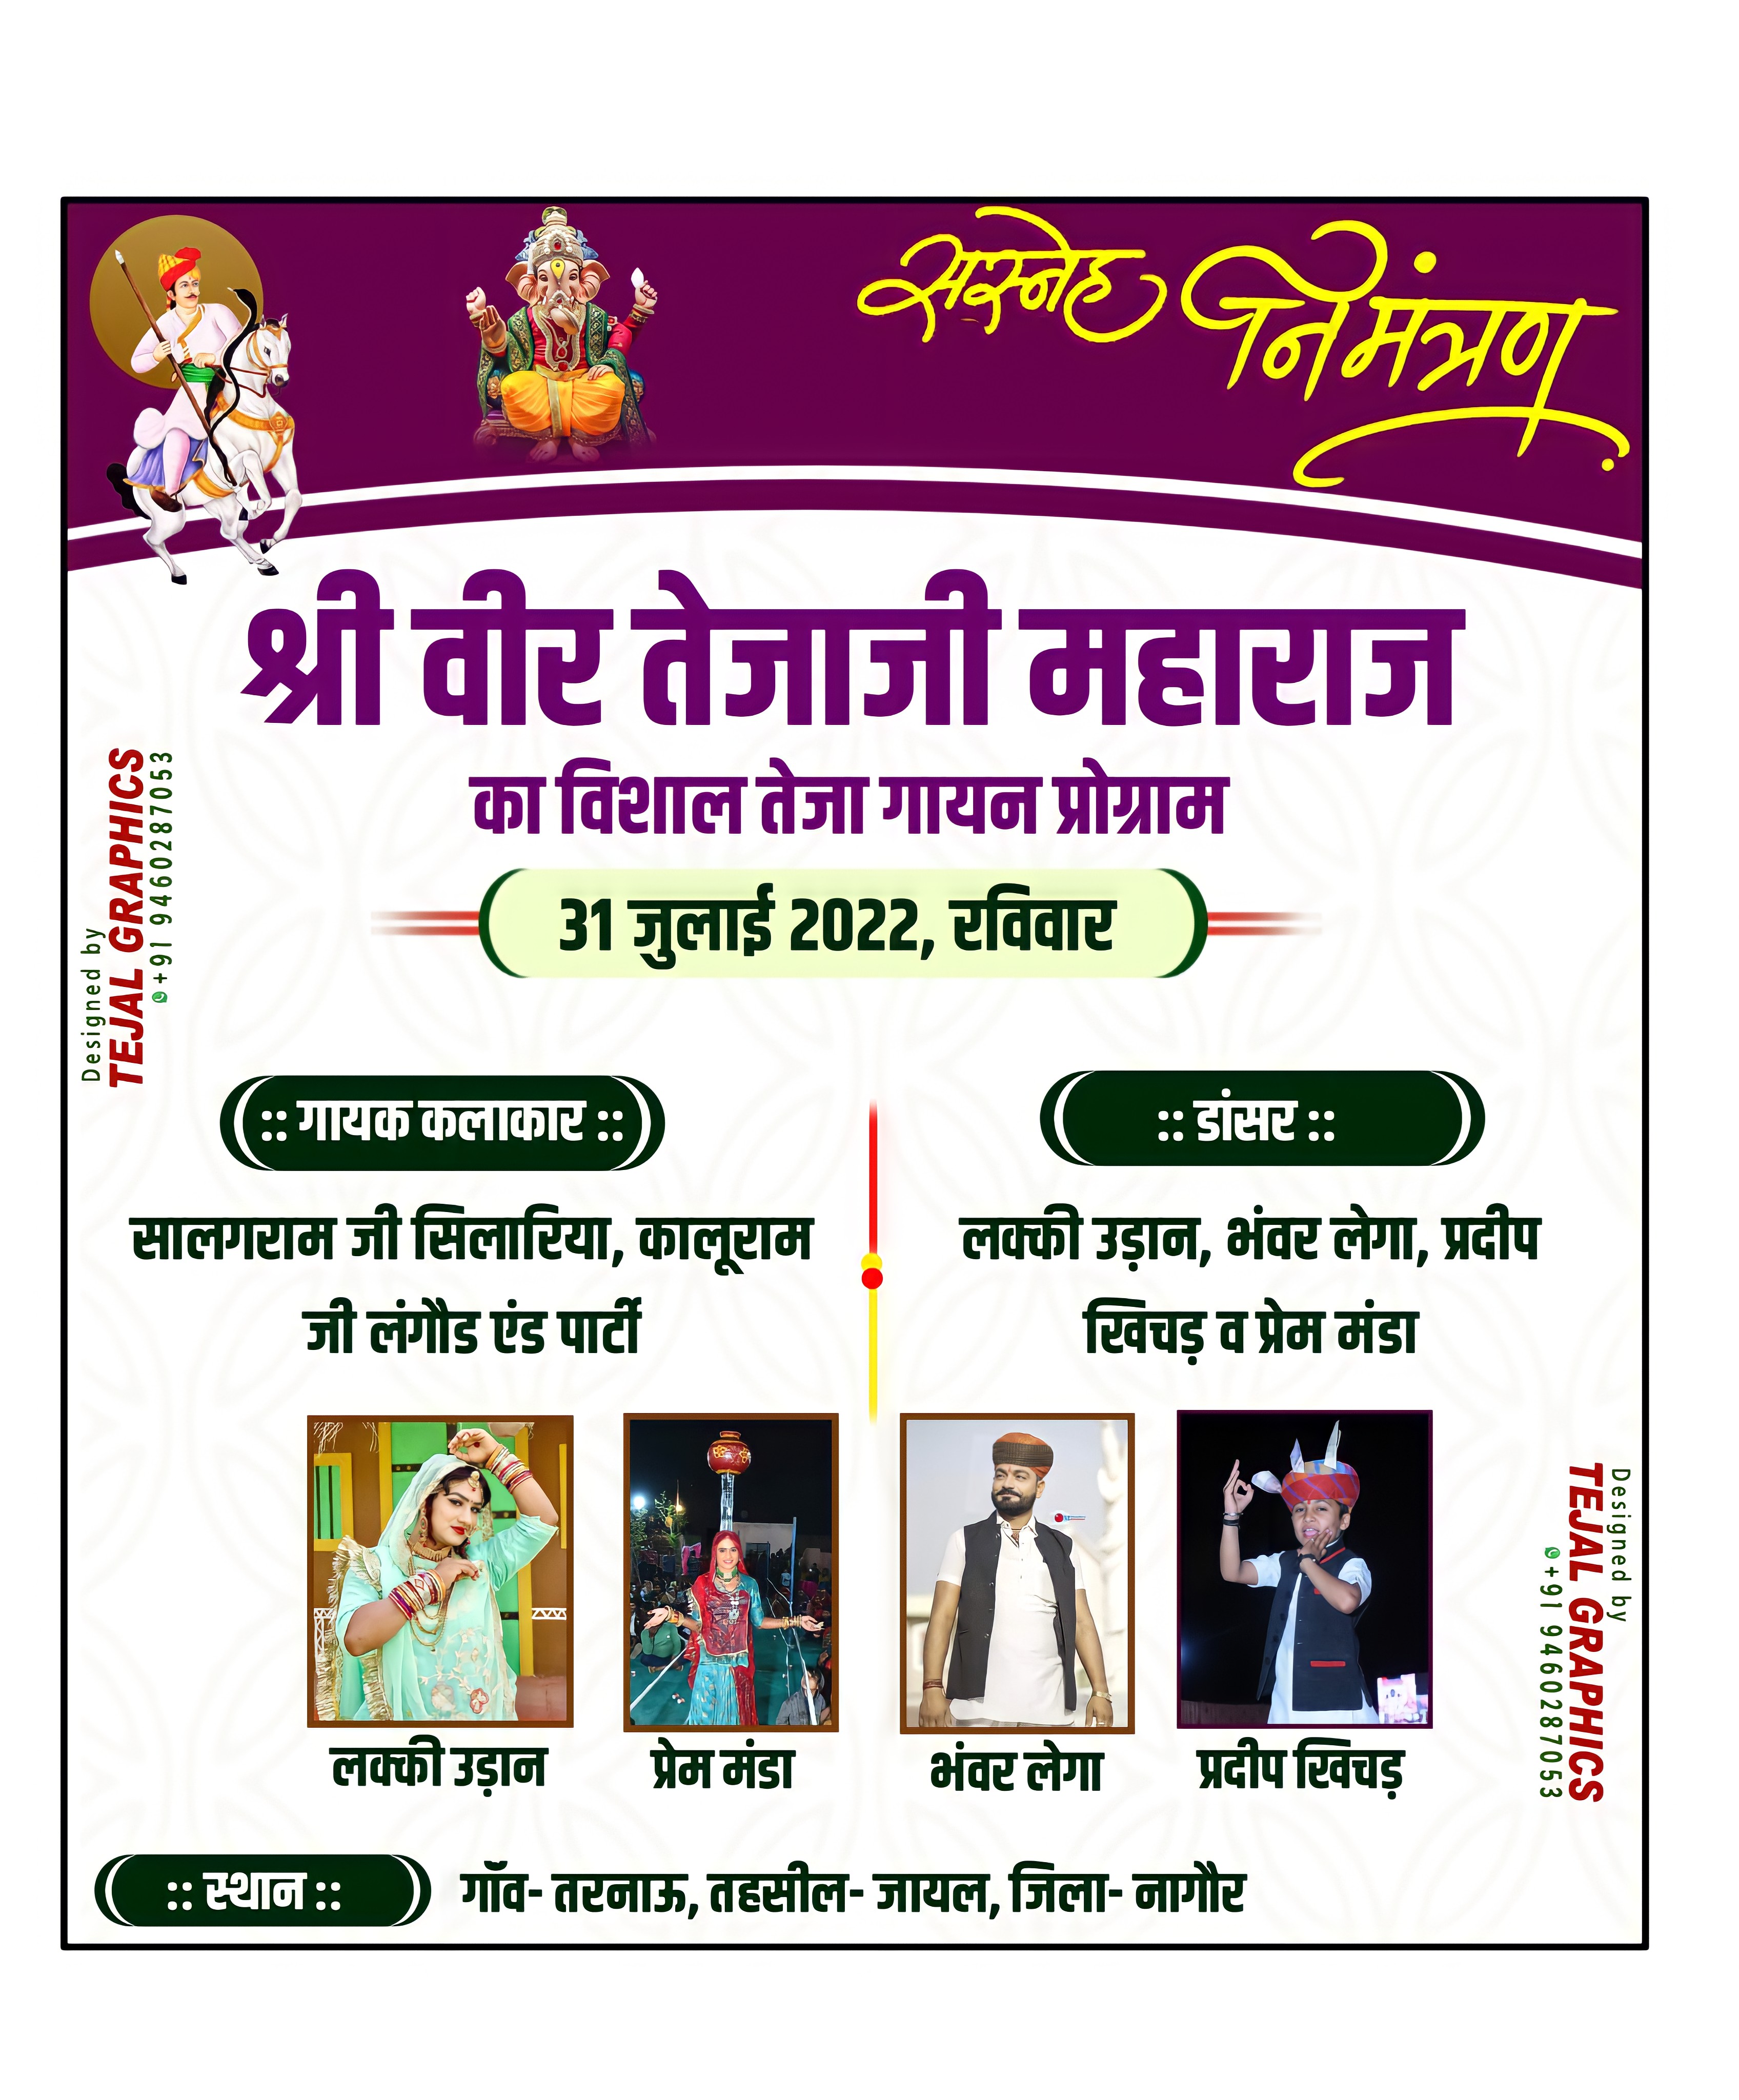 सस्नेह निमंत्रण
श्री वीर तेजाजी महाराज
का विशाल तेजा गायन प्रोग्राम
31 जुलाई 2022, रविवार
Designed by
TEJAL GRAPHICS
+91 9460287053
:: गायक कलाकार ::
सालगराम जी सिलारिया, कालूराम
जी लंगौड एंड पार्टी
:: डांसर ::
लक्की उड़ान, भंवर लेगा, प्रदीप
खिचड़ व प्रेम मंडा
लक्की उड़ान
प्रेम मंडा
भंवर लेगा
प्रदीप खिचड़
Designed by
TEJAL GRAPHICS
+91 9460287053
:: स्थान ::
गॉंव- तरनाऊ, तहसील- जायल, जिला- नागौर